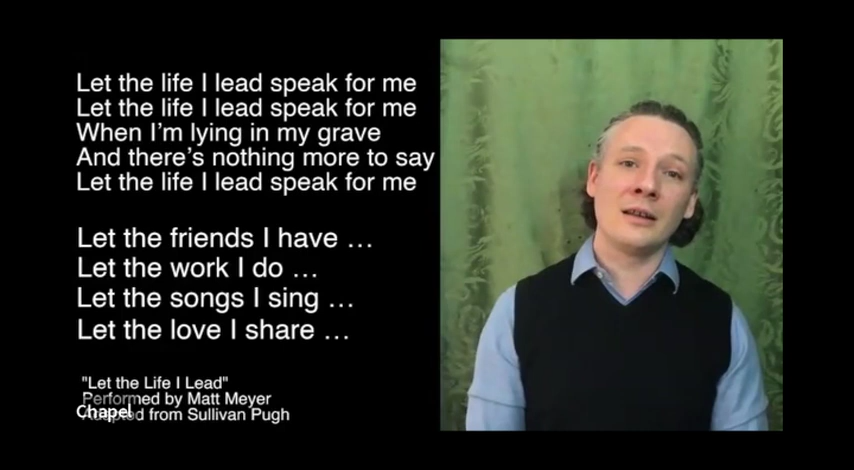 Let the life I lead speak for me
Let the life I lead speak for me
When I'm lying in my grave
And there's nothing more to say
Let the life I lead speak for me
Let the friends I have …
Let the work I do …
Let the songs I sing …
Let the love I share …
"Let the Life I Lead"
Performed by Matt Meyer
Chapel
Adapted from Sullivan Pugh